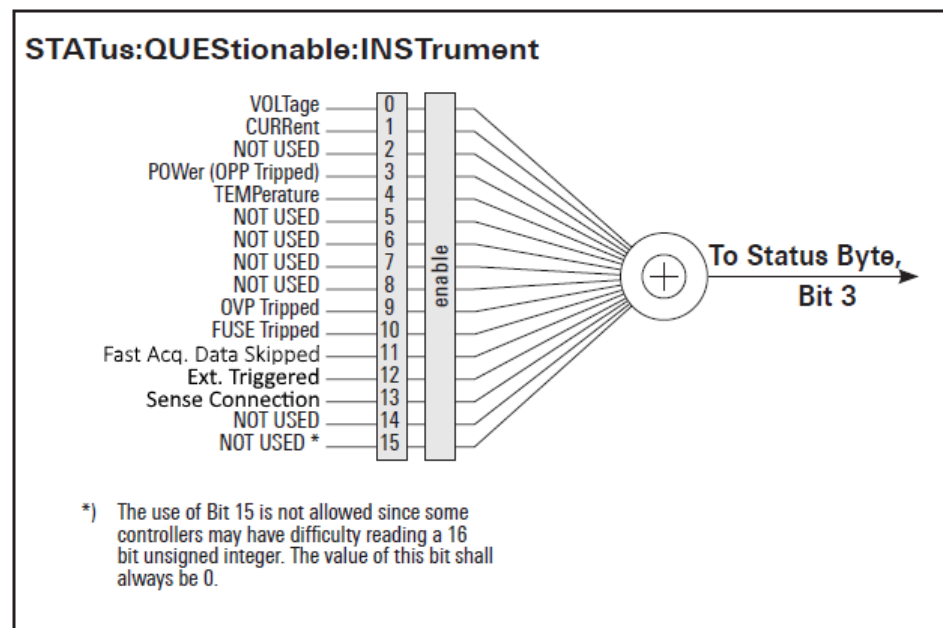 STATus:QUEStionable:INSTrument
VOLTage 0
CURRent 1
NOT USED 2
POWer (OPP Tripped) 3
TEMPerature 4
NOT USED 5
NOT USED 6
NOT USED 7
NOT USED 8
OVP Tripped 9
FUSE Tripped 10
Fast Acq. Data Skipped 11
Ext. Triggered 12
Sense Connection 13
NOT USED 14
NOT USED * 15
enable
To Status Byte,
Bit 3
*) The use of Bit 15 is not allowed since some
controllers may have difficulty reading a 16
bit unsigned integer. The value of this bit shall
always be 0.